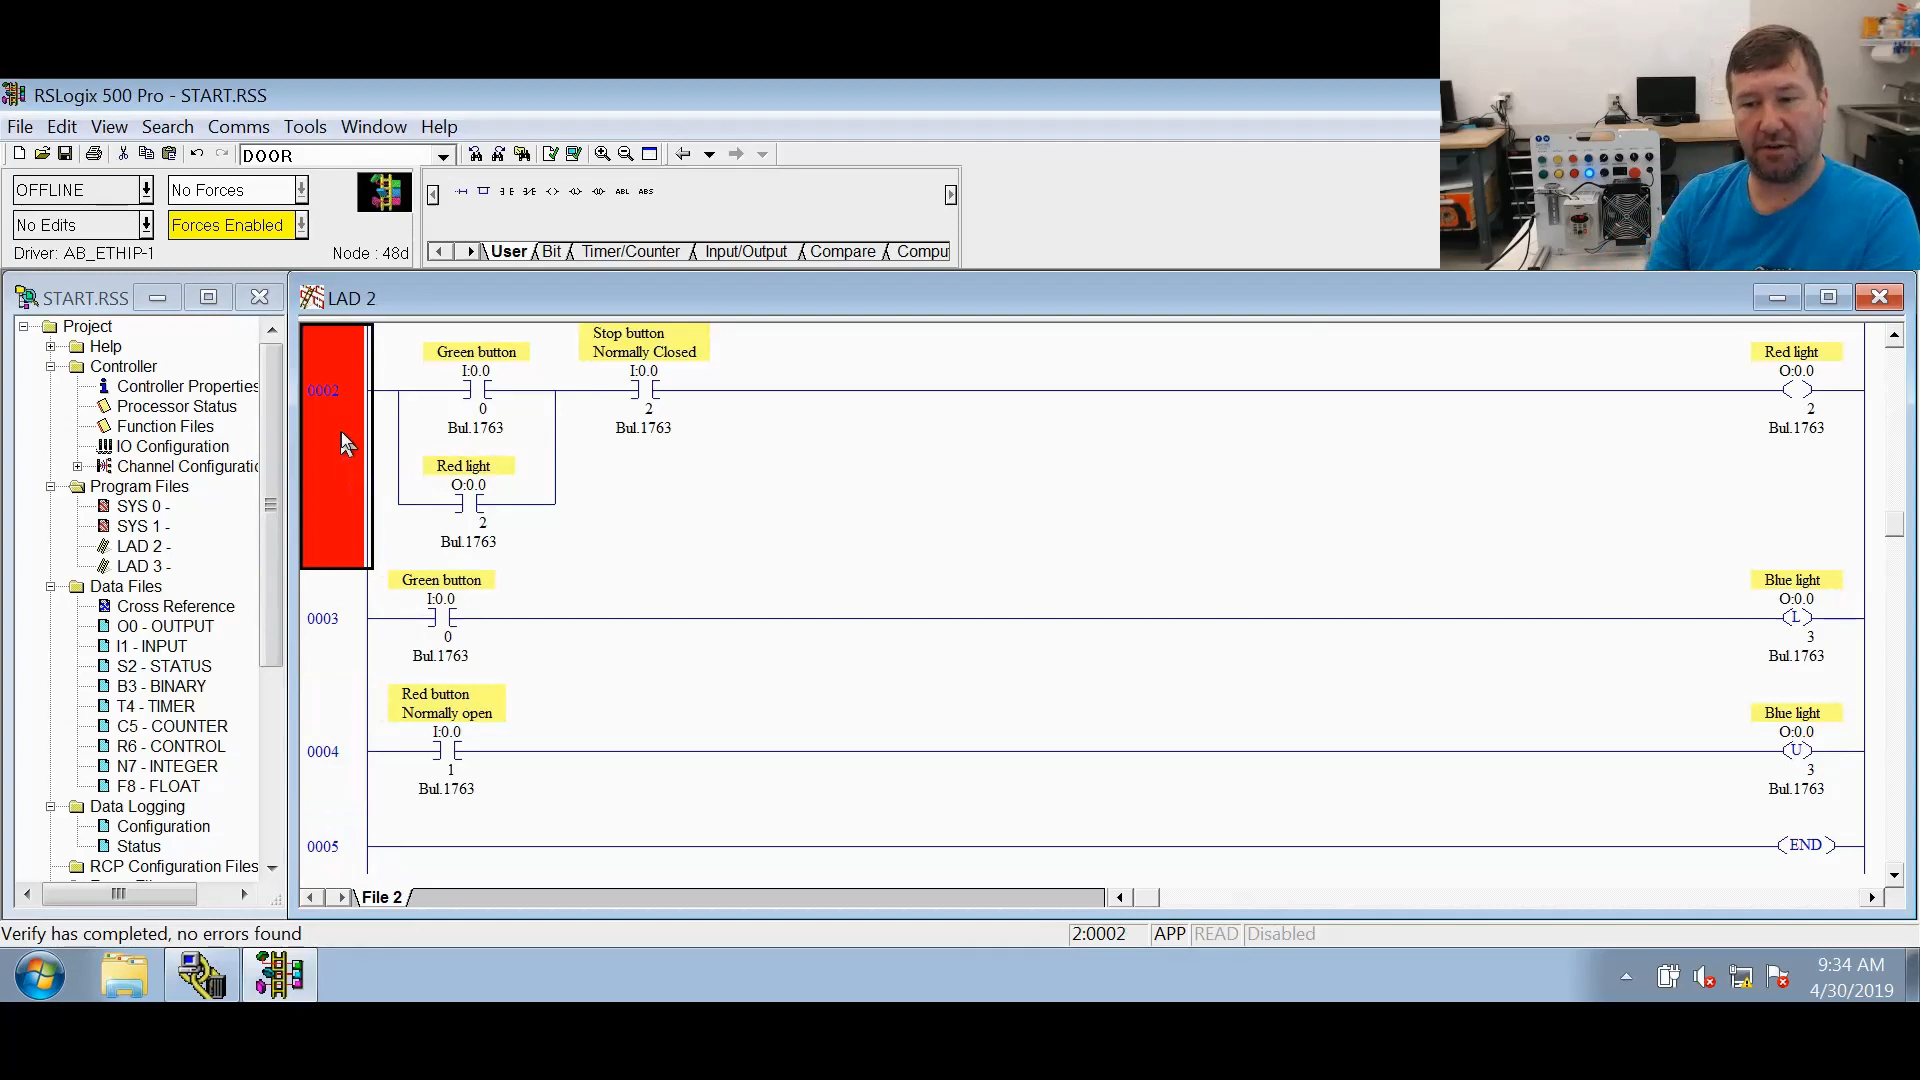 RSLogix 500 Pro - START.RSS
File Edit View Search Comms Tools Window Help
DOOR
OFFLINE No Forces
No Edits Forces Enabled
Driver: AB_ETHIP-1 Node : 48d
ABL ABS
User Bit Timer/Counter Input/Output Compare Compu
START.RSS
Project
Help
Controller
Controller Properties
Processor Status
Function Files
IO Configuration
Channel Configuratio
Program Files
SYS 0 -
SYS 1 -
LAD 2 -
LAD 3 -
Data Files
Cross Reference
O0 - OUTPUT
I1 - INPUT
S2 - STATUS
B3 - BINARY
T4 - TIMER
C5 - COUNTER
R6 - CONTROL
N7 - INTEGER
F8 - FLOAT
Data Logging
Configuration
Status
RCP Configuration Files
LAD 2
Stop button
Green button Normally Closed Red light
I:0.0 I:0.0 O:0.0
0002
0 2 2
Bul.1763 Bul.1763 Bul.1763
Red light
O:0.0
2
Bul.1763
Green button Blue light
I:0.0 O:0.0
0003 L
0 3
Bul.1763 Bul.1763
Red button
Normally open Blue light
I:0.0 O:0.0
0004 U
1 3
Bul.1763 Bul.1763
0005 END
File 2
Verify has completed, no errors found 2:0002 APP READ Disabled
9:34 AM
4/30/2019